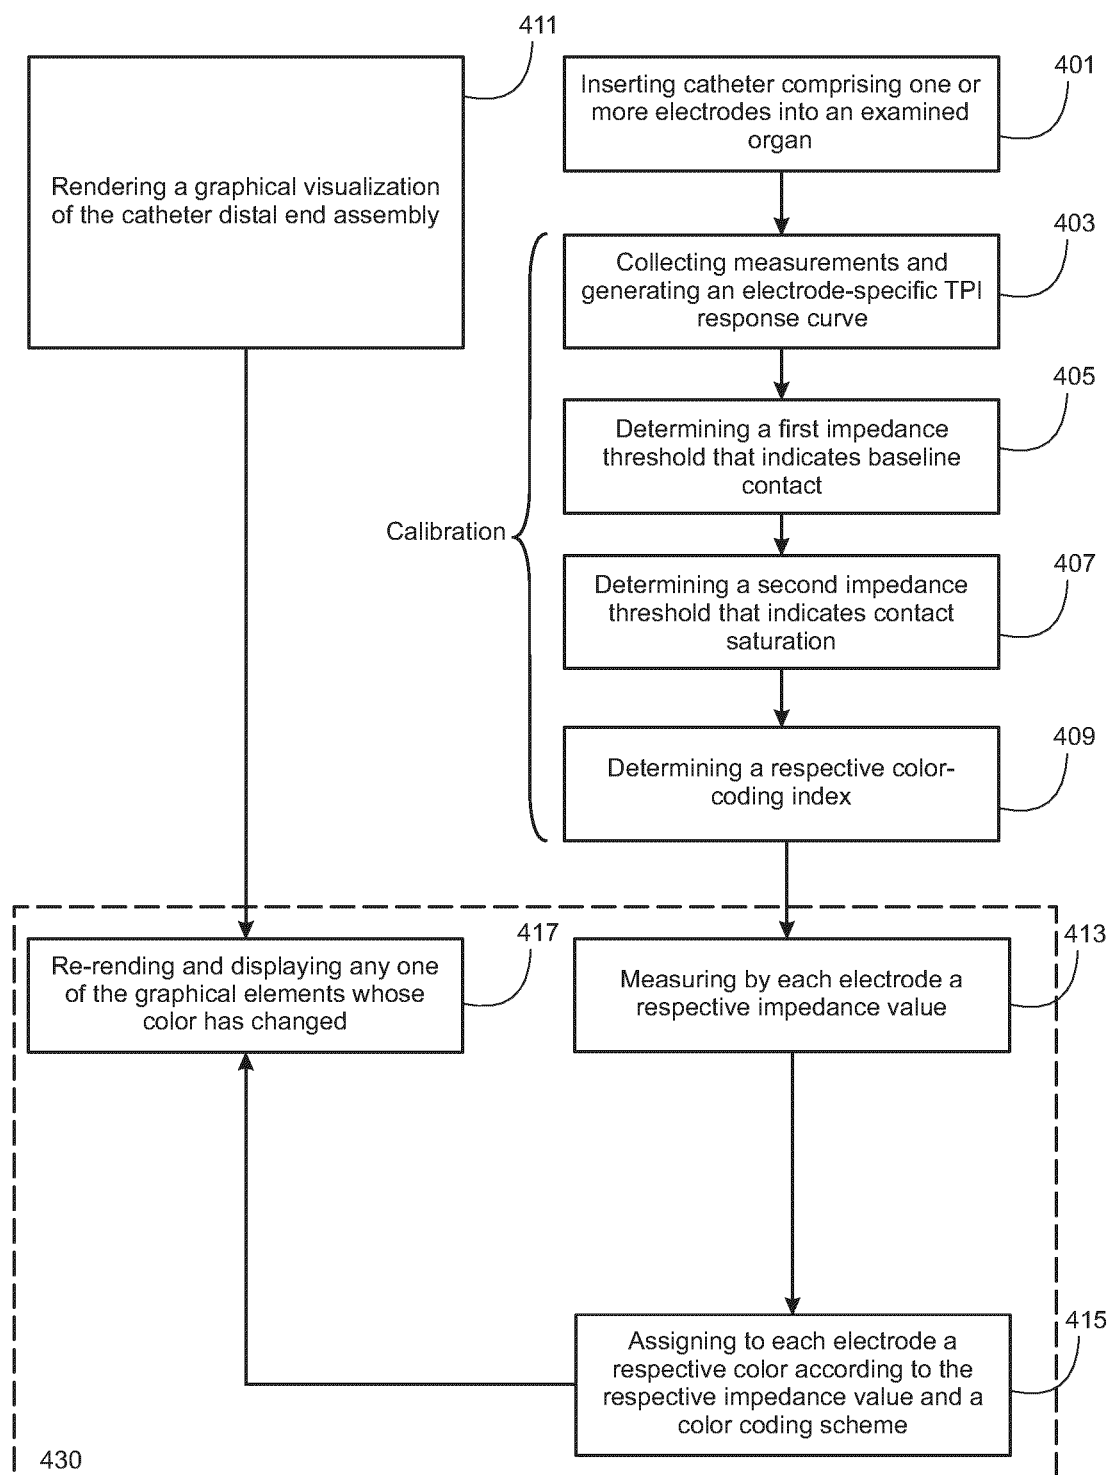 411
Rendering a graphical visualization
of the catheter distal end assembly
401
Inserting catheter comprising one or
more electrodes into an examined
organ
403
Collecting measurements and
generating an electrode-specific TPI
response curve
405
Determining a first impedance
threshold that indicates baseline
contact
Calibration
407
Determining a second impedance
threshold that indicates contact
saturation
409
Determining a respective color-
coding index
417
Re-rending and displaying any one
of the graphical elements whose
color has changed
413
Measuring by each electrode a
respective impedance value
415
Assigning to each electrode a
respective color according to the
respective impedance value and a
color coding scheme
430